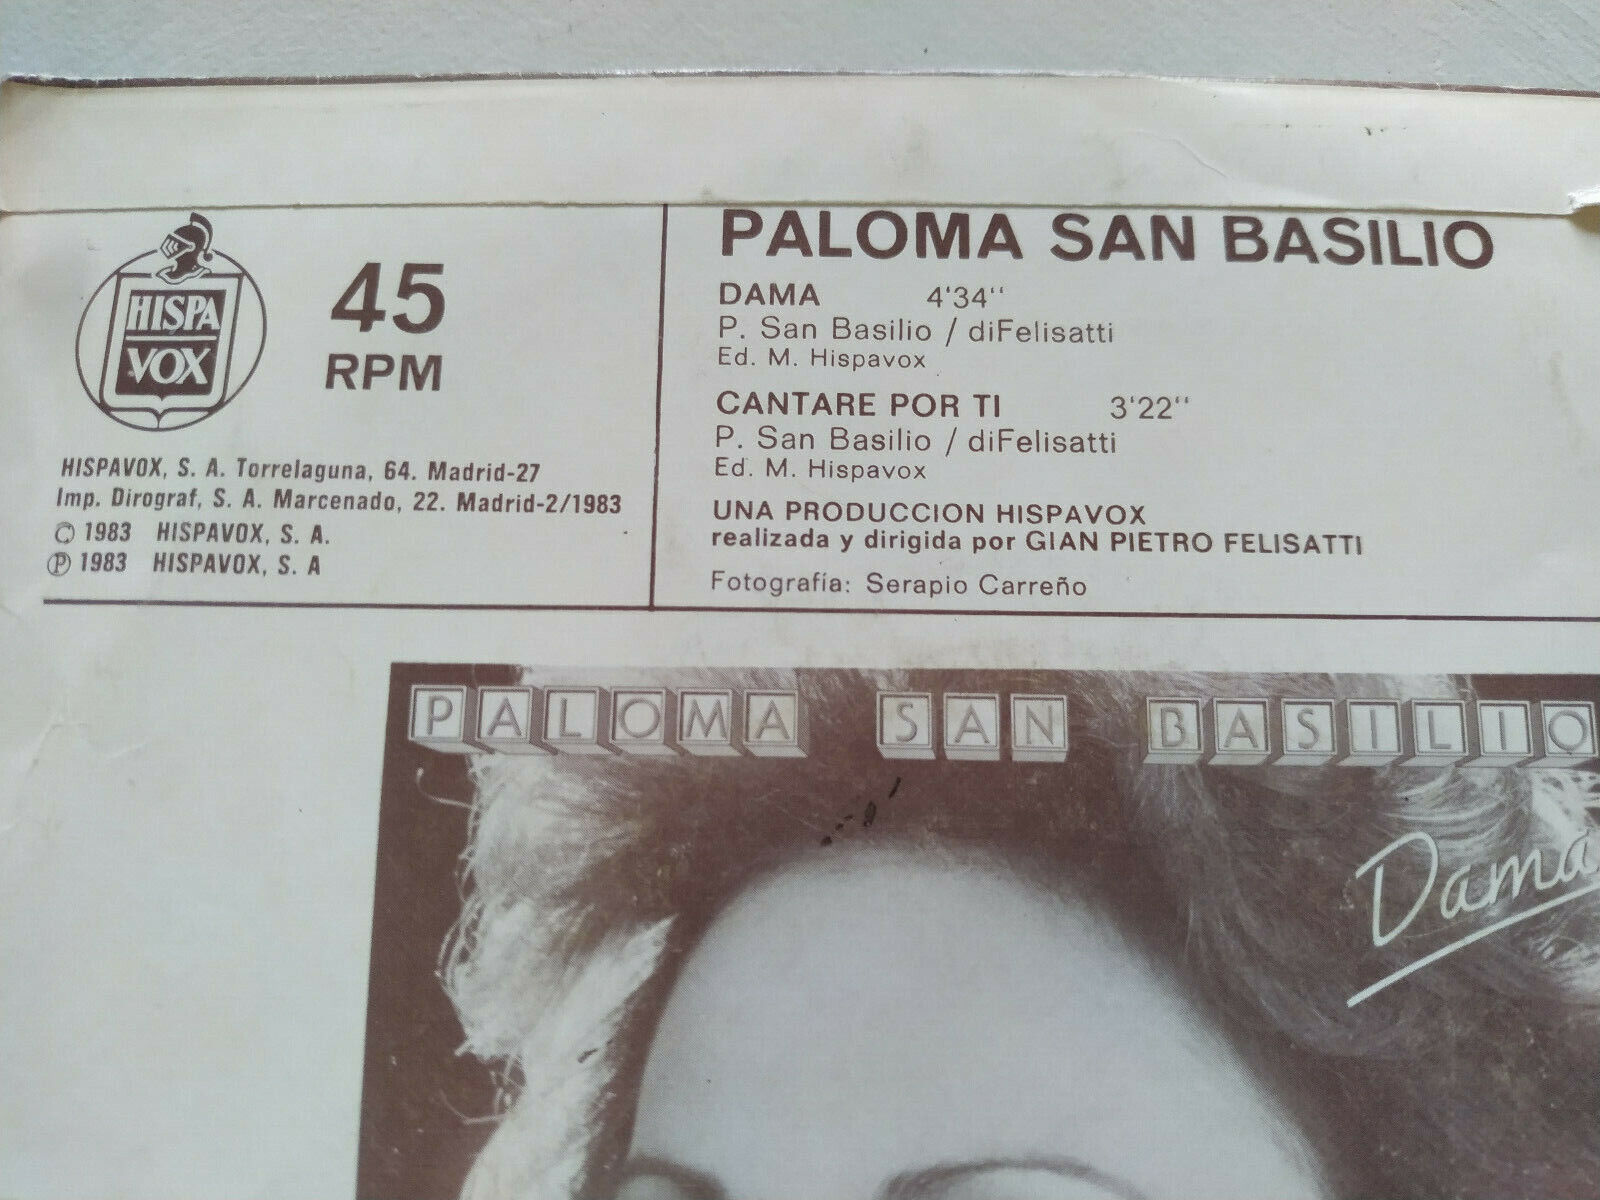 HISPA
VOX
45
RPM
HISPAVOX, S. A. Torrelaguna, 64. Madrid-27
Imp. Dirograf, S. A. Marcenado, 22. Madrid-2/1983
© 1983 HISPAVOX, S. A.
℗ 1983 HISPAVOX, S. A
PALOMA SAN BASILIO
DAMA 4'34''
P. San Basilio / diFelisatti
Ed. M. Hispavox
CANTARE POR TI 3'22''
P. San Basilio / diFelisatti
Ed. M. Hispavox
UNA PRODUCCION HISPAVOX
realizada y dirigida por GIAN PIETRO FELISATTI
Fotografía: Serapio Carreño
PALOMA SAN BASILIO
Dama